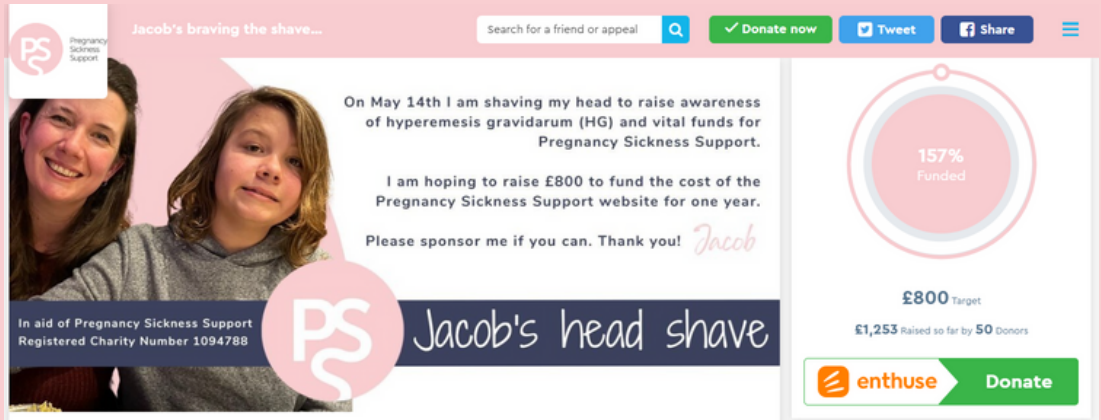 PSS
Pregnancy
Sickness
Support
Jacob's braving the shave...
Search for a friend or appeal
Donate now
Tweet
Share
On May 14th I am shaving my head to raise awareness
of hyperemesis gravidarum (HG) and vital funds for
Pregnancy Sickness Support.
I am hoping to raise £800 to fund the cost of the
Pregnancy Sickness Support website for one year.
Please sponsor me if you can. Thank you! Jacob
In aid of Pregnancy Sickness Support
Registered Charity Number 1094788
PSS
Jacob's head shave
157%
Funded
£800 Target
£1,253 Raised so far by 50 Donors
enthuse Donate